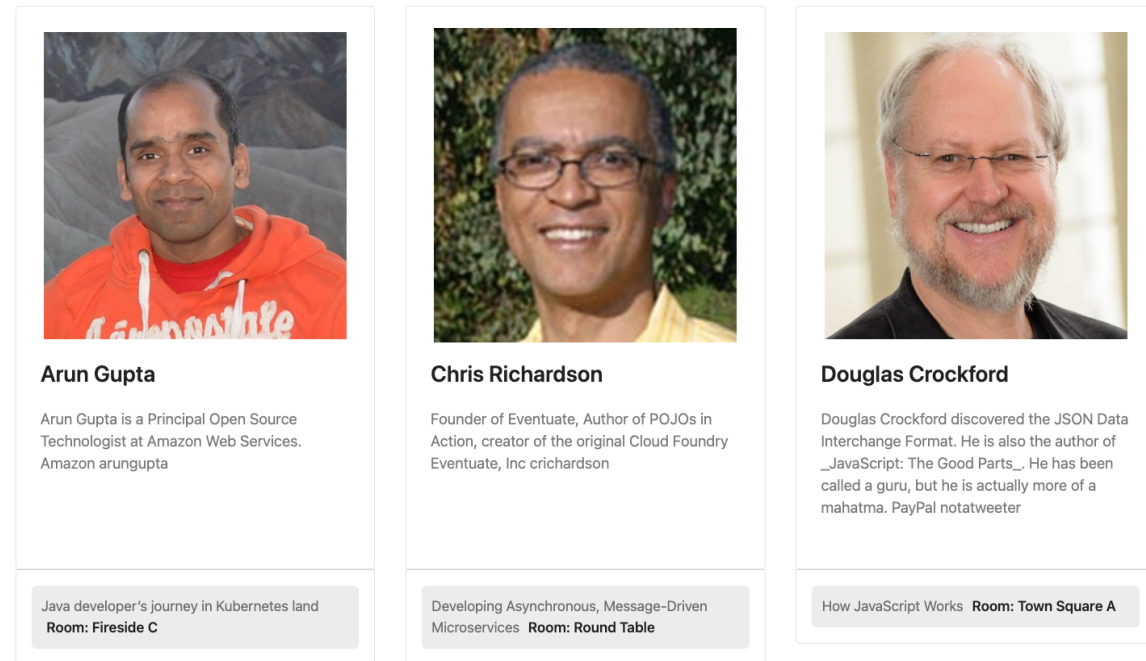 Aéropostale
Arun Gupta
Arun Gupta is a Principal Open Source
Technologist at Amazon Web Services.
Amazon arungupta
Java developer’s journey in Kubernetes land
Room: Fireside C
Chris Richardson
Founder of Eventuate, Author of POJOs in
Action, creator of the original Cloud Foundry
Eventuate, Inc crichardson
Developing Asynchronous, Message-Driven
Microservices Room: Round Table
Douglas Crockford
Douglas Crockford discovered the JSON Data
Interchange Format. He is also the author of
_JavaScript: The Good Parts_. He has been
called a guru, but he is actually more of a
mahatma. PayPal notatweeter
How JavaScript Works Room: Town Square A